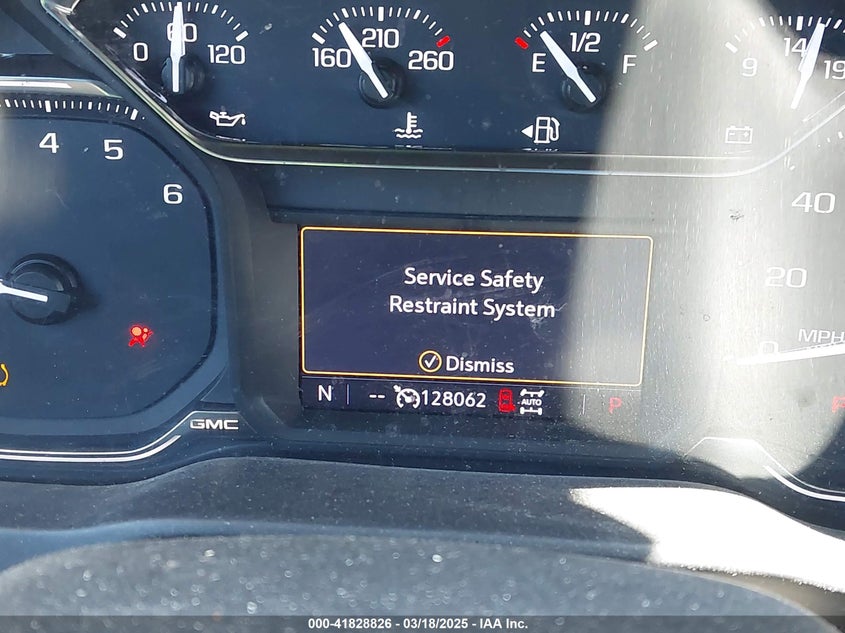 0 60 120
160 210 260
E 1/2 F
9 14 19
4 5 6
40
20
0
MPH
Service Safety
Restraint System
Dismiss
N -- 128062 AUTO P
GMC
000-41828826 - 03/18/2025 - IAA Inc.